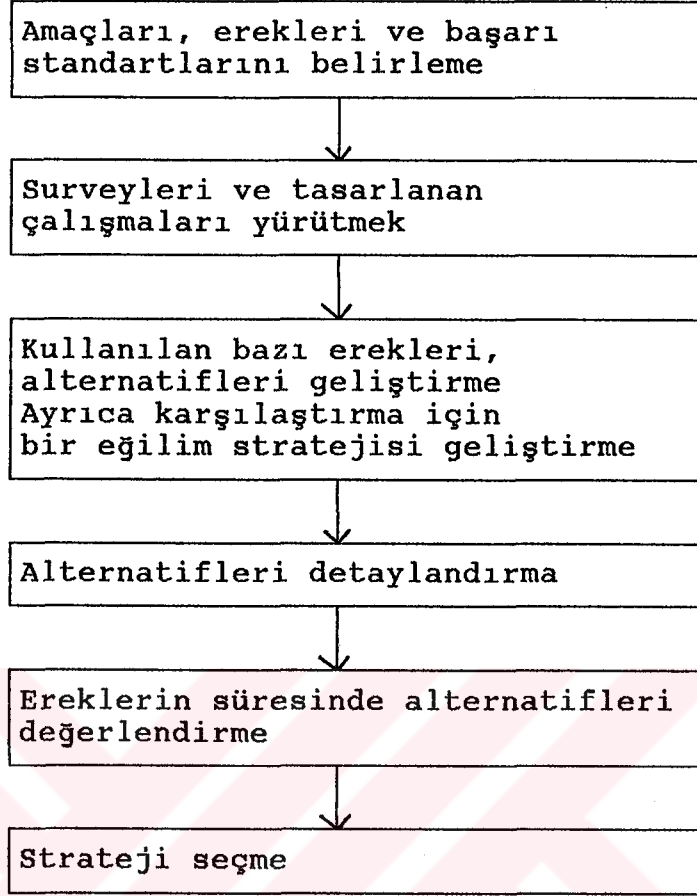 Amaçları, erekleri ve başarı
standartlarını belirleme
Surveyleri ve tasarlanan
çalışmaları yürütmek
Kullanılan bazı erekleri,
alternatifleri geliştirme
Ayrıca karşılaştırma için
bir eğilim stratejisi geliştirme
Alternatifleri detaylandırma
Ereklerin süresinde alternatifleri
değerlendirme
Strateji seçme